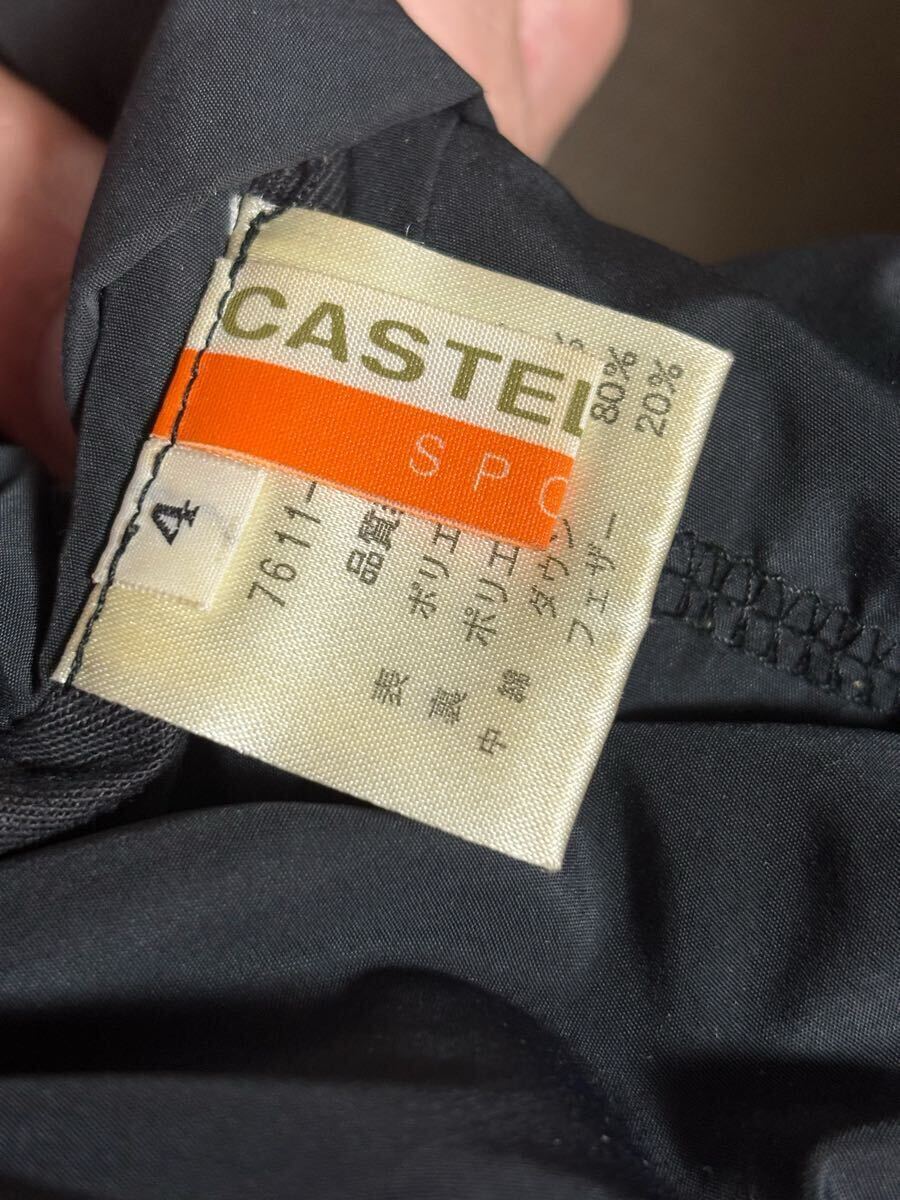 CASTEL
SPO
4
7611-
品質
表 ポリエ
裏 ポリエ
中綿 ダウン 80%
フェザー 20%